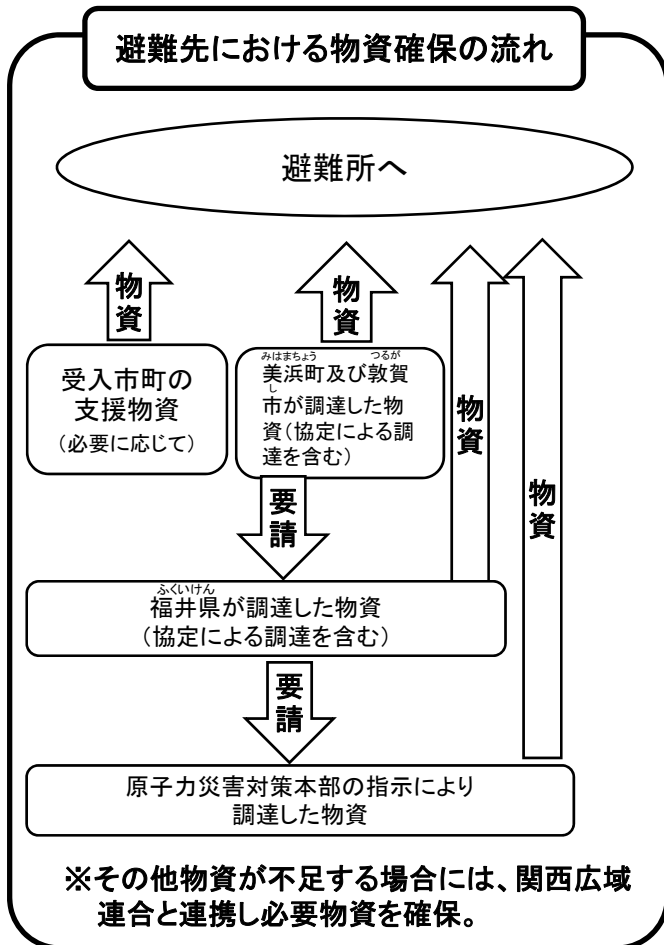 避難先における物資確保の流れ
避難所へ
物資
物資
物資
物資
受入市町の
支援物資
（必要に応じて）
みはまちょう つるが
美浜町及び敦賀
し
市が調達した物
資（協定による調
達を含む）
要請
ふくいけん
福井県が調達した物資
（協定による調達を含む）
要請
原子力災害対策本部の指示により
調達した物資
※その他物資が不足する場合には、関西広域
連合と連携し必要物資を確保。